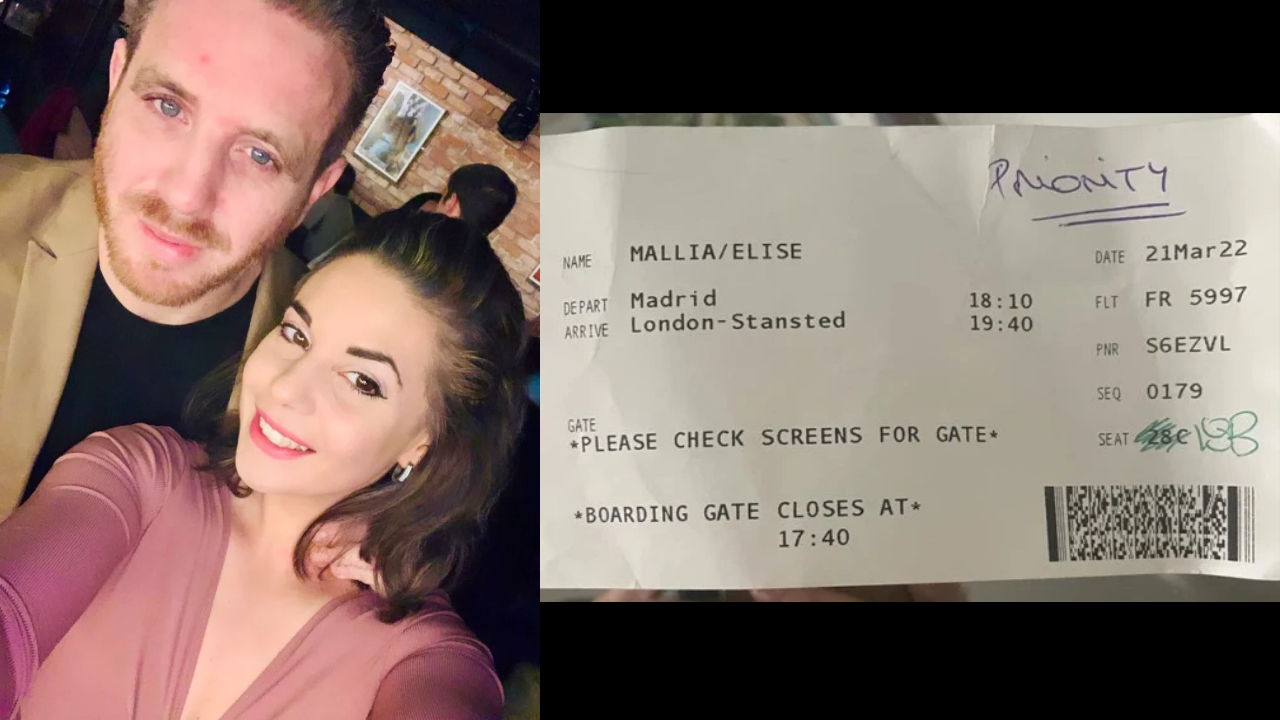 PRIORITY
NAME MALLIA/ELISE DATE 21Mar22
DEPART Madrid 18:10 FLT FR 5997
ARRIVE London-Stansted 19:40
PNR S6EZVL
SEQ 0179
GATE
*PLEASE CHECK SCREENS FOR GATE* SEAT 28C
*BOARDING GATE CLOSES AT*
17:40